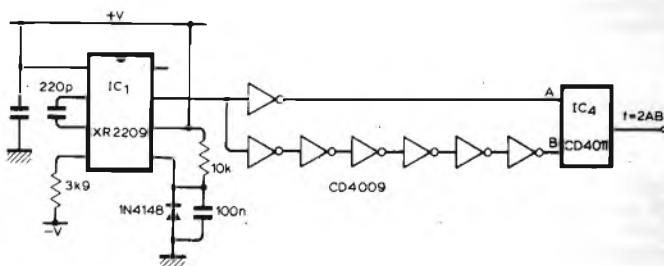 +V
220p
IC1
XR2209
3k9
-V
10k
1N4148
100n
A
B
CD4009
IC4
CD4011
t=2AB